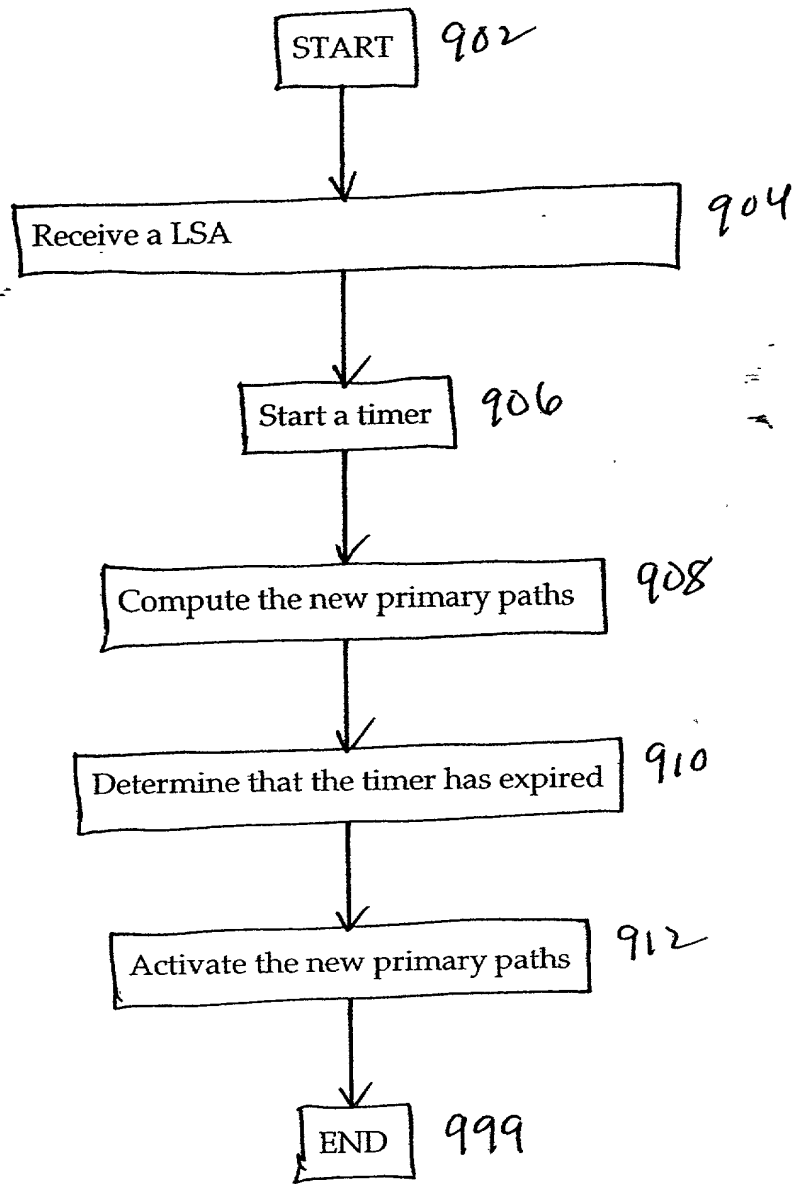 START 902
Receive a LSA 904
Start a timer 906
Compute the new primary paths 908
Determine that the timer has expired 910
Activate the new primary paths 912
END 999